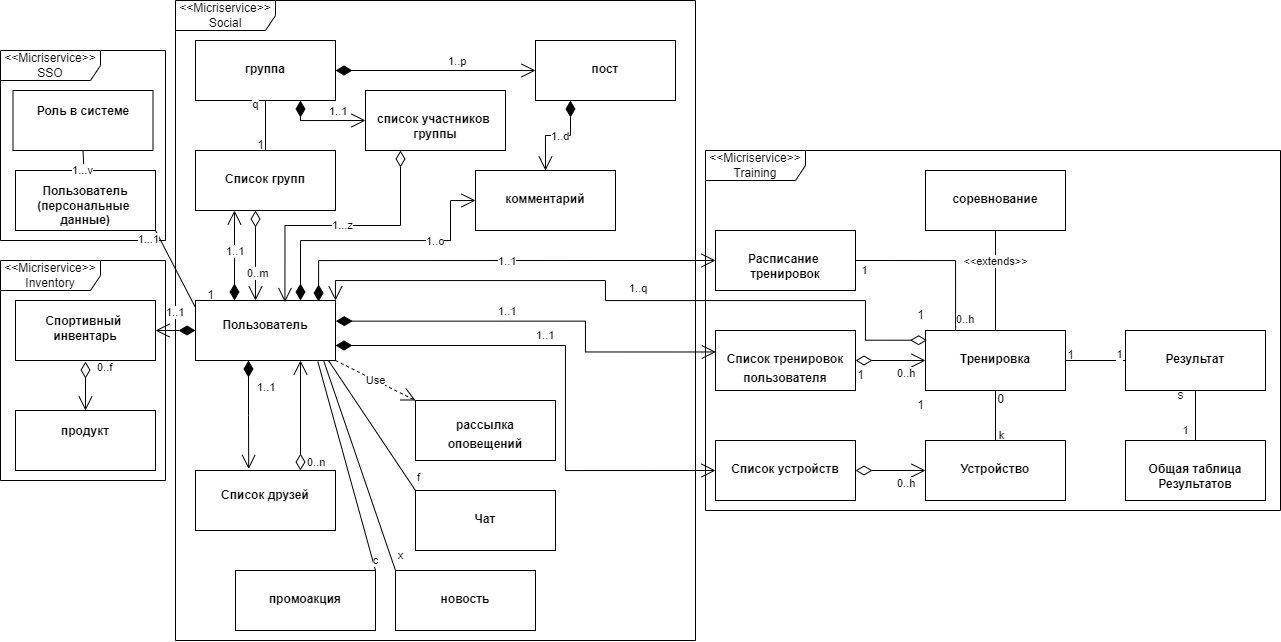 <<Micriservice>>
Social
группа
1..p
пост
q
1..1
список участников
группы
1..d
1
Список групп
комментарий
1...z
1..o
1..1
0..m
<<Micriservice>>
SSO
Роль в системе
1...v
Пользователь
(персональные
данные)
1...1
<<Micriservice>>
Inventory
Спортивный
инвентарь
1..1
0..f
продукт
1
Пользователь
1..1
1..q
1..1
1..1
1..1
Use
рассылка
оповещений
0..n
Список друзей
f
Чат
c
x
промоакция
новость
<<Micriservice>>
Training
соревнование
Расписание
тренировок
1
<<extends>>
1
0..h
Список тренировок
пользователя
1
0..h
Тренировка
1
1
Результат
1
0
s
k
1
Список устройств
0..h
Устройство
Общая таблица
Результатов